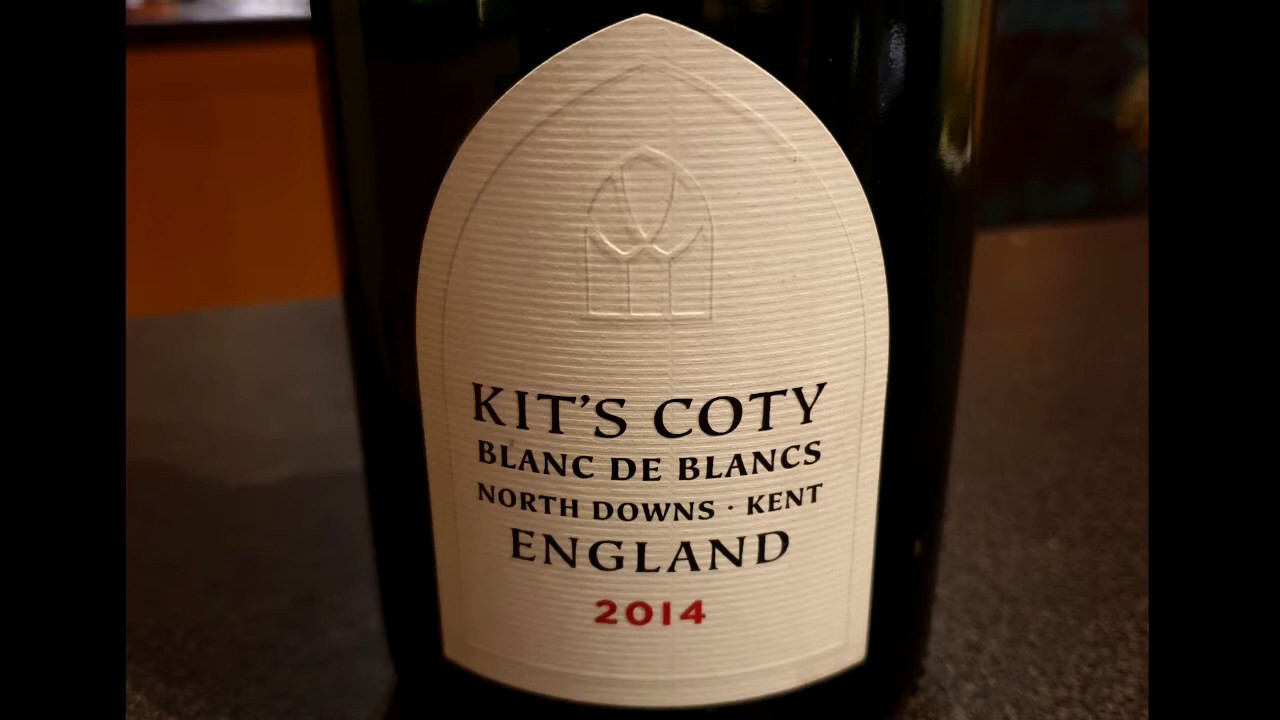 KIT'S COTY
BLANC DE BLANCS
NORTH DOWNS · KENT
ENGLAND
2014